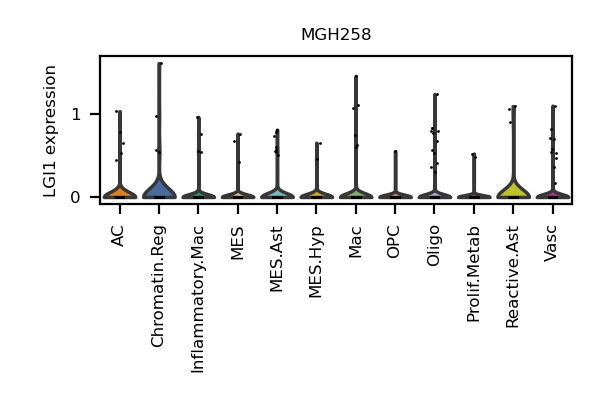 MGH258
LGI1 expression
1
0
AC
Chromatin.Reg
Inflammatory.Mac
MES
MES.Ast
MES.Hyp
Mac
OPC
Oligo
Prolif.Metab
Reactive.Ast
Vasc